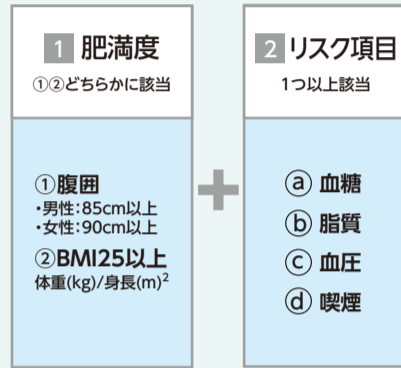 1 肥満度
①②どちらかに該当
①腹囲
・男性:85cm以上
・女性:90cm以上
②BMI25以上
体重(kg)/身長(m)²
+
2 リスク項目
1つ以上該当
ⓐ 血糖
ⓑ 脂質
ⓒ 血圧
ⓓ 喫煙